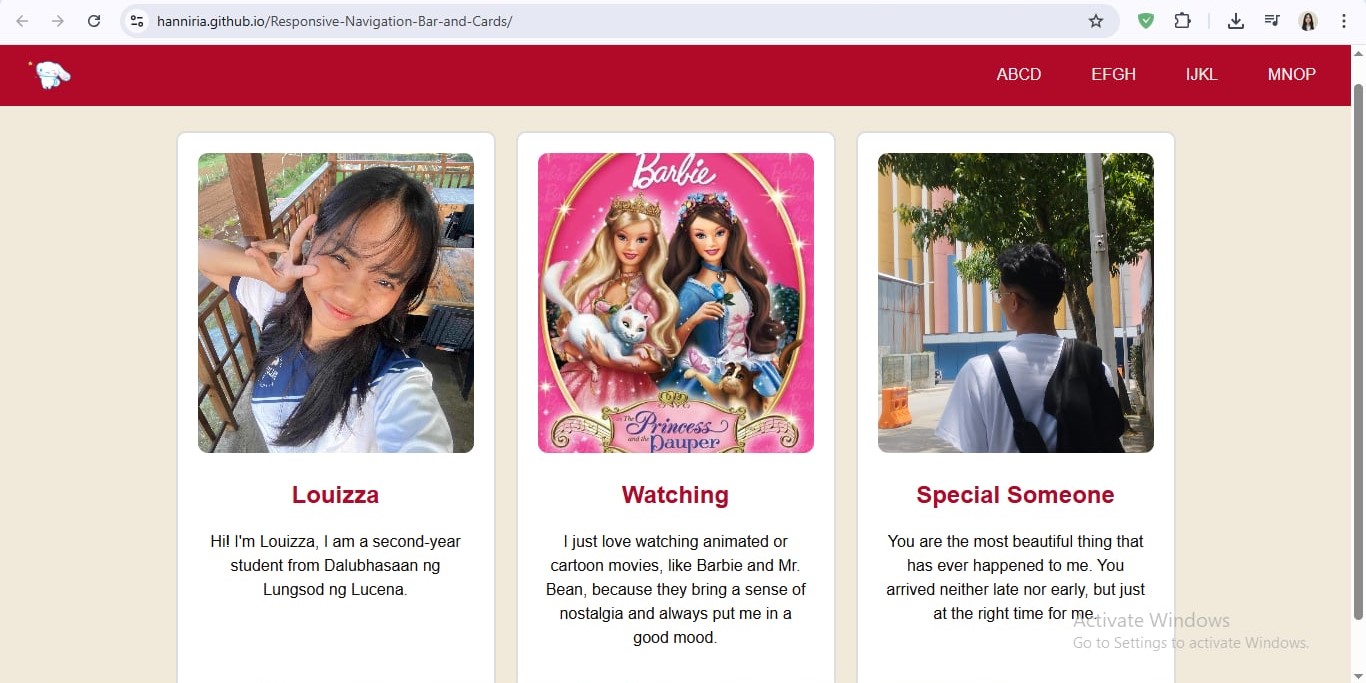 hanniria.github.io/Responsive-Navigation-Bar-and-Cards/
ABCD EFGH IJKL MNOP
Barbie
in The
Princess
and the
Pauper
Louizza
Hi! I'm Louizza, I am a second-year
student from Dalubhasaan ng
Lungsod ng Lucena.
Watching
I just love watching animated or
cartoon movies, like Barbie and Mr.
Bean, because they bring a sense of
nostalgia and always put me in a
good mood.
Special Someone
You are the most beautiful thing that
has ever happened to me. You
arrived neither late nor early, but just
at the right time for me.
Activate Windows
Go to Settings to activate Windows.